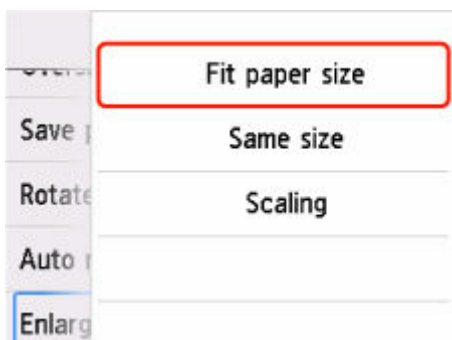 Fit paper size
Save
Same size
Rotate
Scaling
Auto
Enlarg